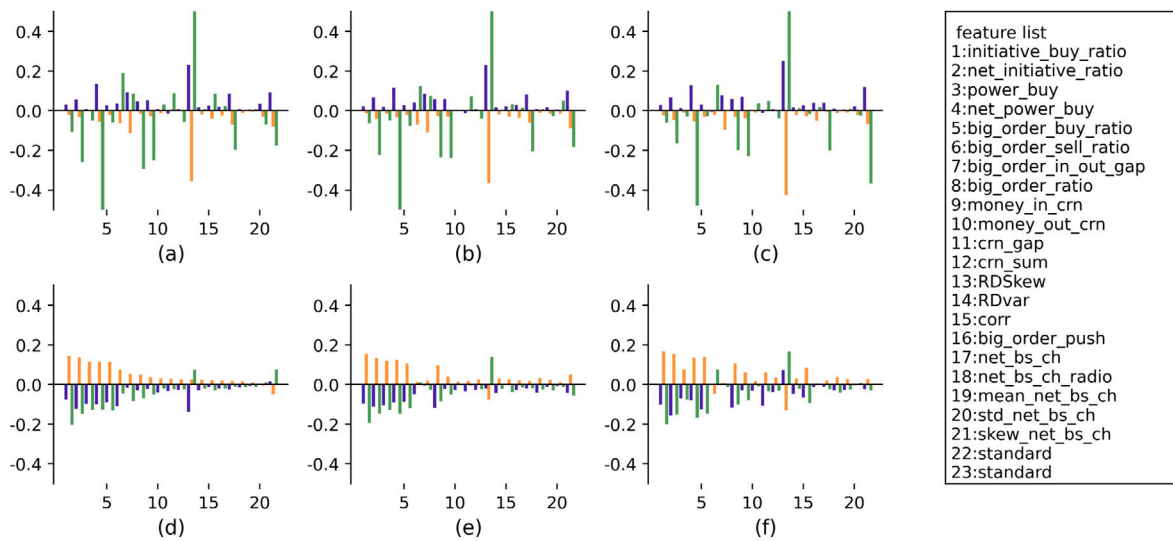 0.4
0.2
0.0
-0.2
-0.4
5
10
15
20
(a)
0.4
0.2
0.0
-0.2
-0.4
5
10
15
20
(b)
0.4
0.2
0.0
-0.2
-0.4
5
10
15
20
(c)
0.4
0.2
0.0
-0.2
-0.4
5
10
15
20
(d)
0.4
0.2
0.0
-0.2
-0.4
5
10
15
20
(e)
0.4
0.2
0.0
-0.2
-0.4
5
10
15
20
(f)
feature list
1:initiative_buy_ratio
2:net_initiative_ratio
3:power_buy
4:net_power_buy
5:big_order_buy_ratio
6:big_order_sell_ratio
7:big_order_in_out_gap
8:big_order_ratio
9:money_in_crn
10:money_out_crn
11:crn_gap
12:crn_sum
13:RDSkew
14:RDvar
15:corr
16:big_order_push
17:net_bs_ch
18:net_bs_ch_radio
19:mean_net_bs_ch
20:std_net_bs_ch
21:skew_net_bs_ch
22:standard
23:standard